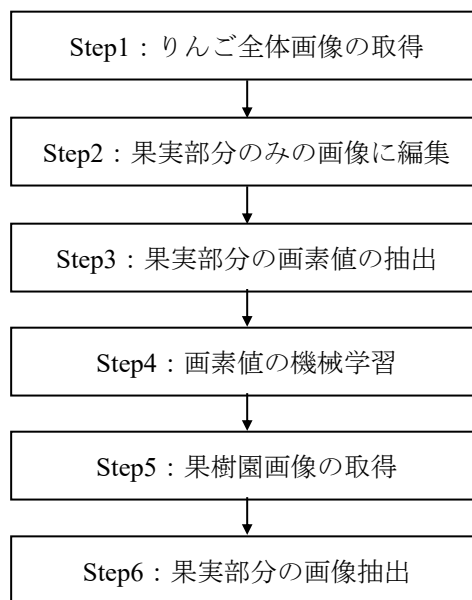 Step1：りんご全体画像の取得
Step2：果実部分のみの画像に編集
Step3：果実部分の画素値の抽出
Step4：画素値の機械学習
Step5：果樹園画像の取得
Step6：果実部分の画像抽出